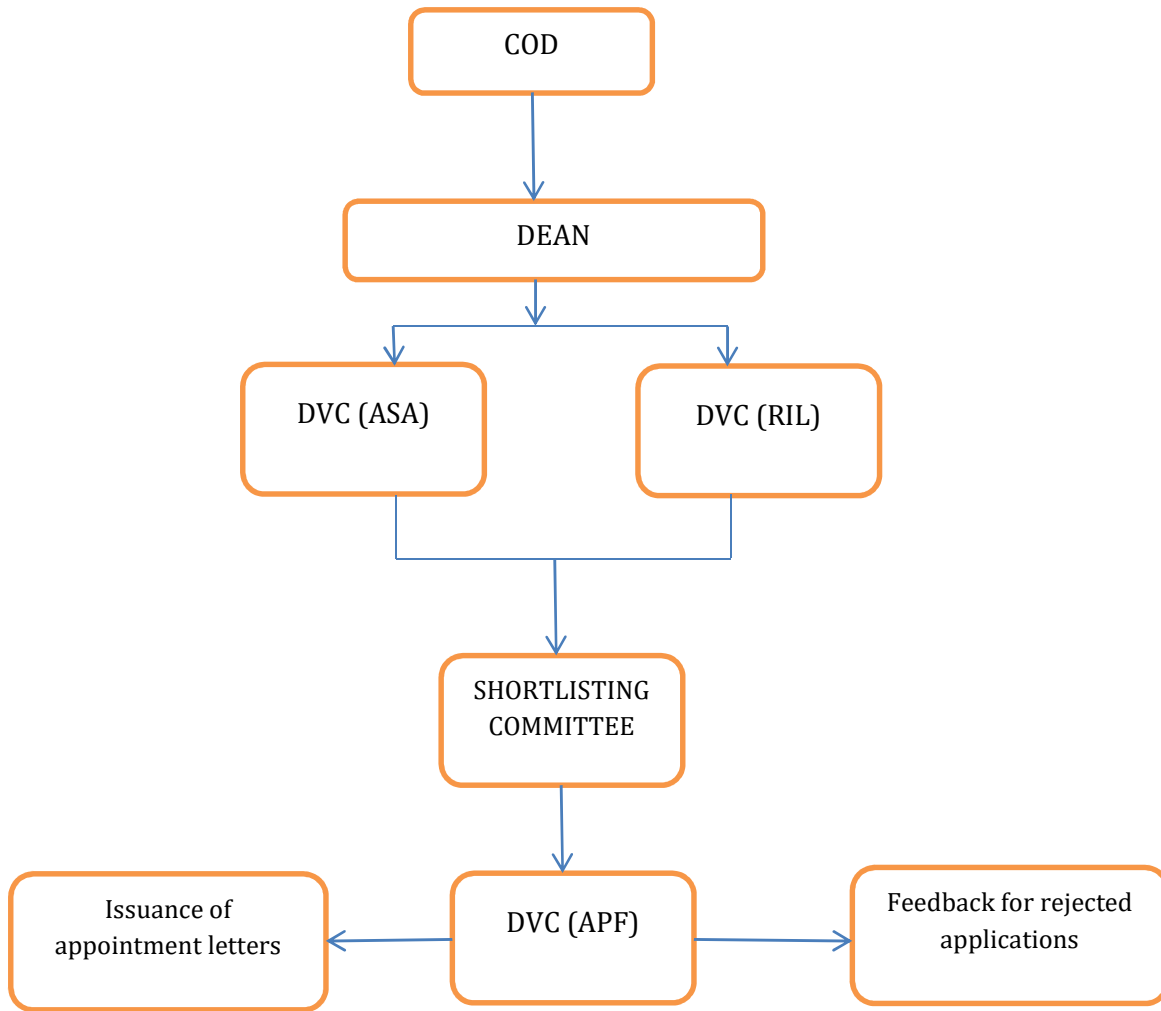 COD
DEAN
DVC (ASA)
DVC (RIL)
SHORTLISTING
COMMITTEE
Issuance of
appointment letters
DVC (APF)
Feedback for rejected
applications